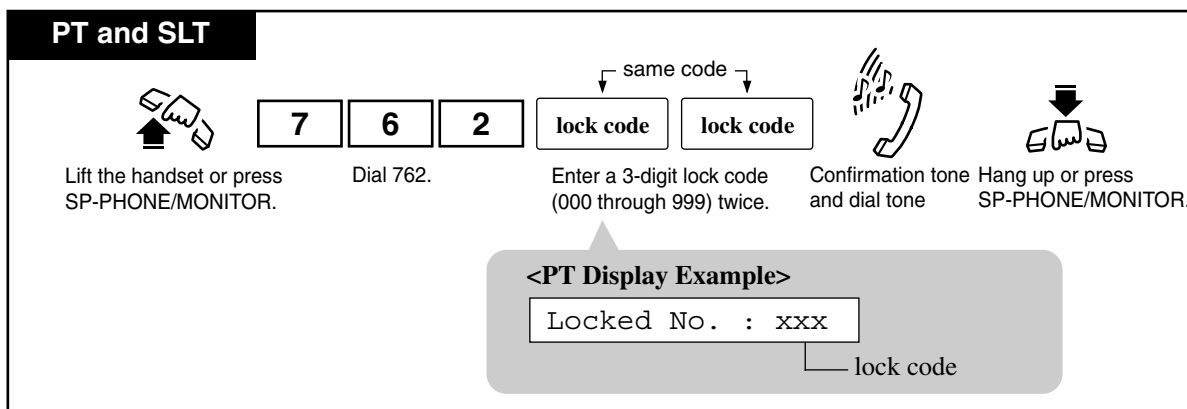 PT and SLT
same code
7 6 2 lock code lock code
Lift the handset or press
SP-PHONE/MONITOR.
Dial 762.
Enter a 3-digit lock code
(000 through 999) twice.
Confirmation tone
and dial tone
Hang up or press
SP-PHONE/MONITOR.
<PT Display Example>
Locked No. : xxx
lock code